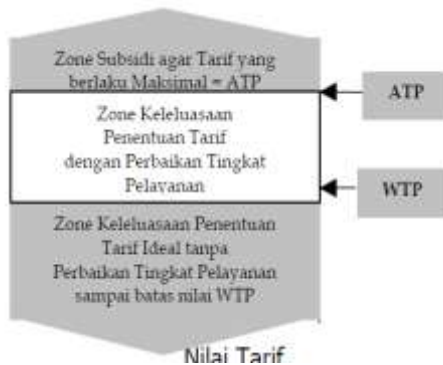 Zone Subsidi agar Tarif yang
berlaku Maksimal = ATP
ATP
Zone Keleluasaan
Penentuan Tarif
dengan Perbaikan Tingkat
Pelayanan
WTP
Zone Keleluasaan Penentuan
Tarif Ideal tanpa
Perbaikan Tingkat Pelayanan
sampai batas nilai WTP
Nilai Tarif